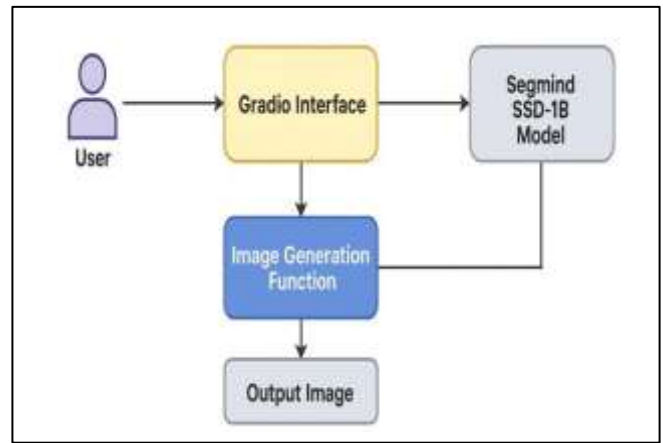 User
Gradio Interface
Segmind
SSD-1B
Model
Image Generation
Function
Output Image